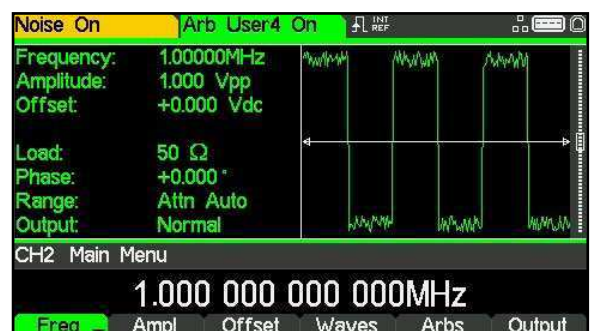 Noise On Arb User4 On INT REF
Frequency: 1.00000MHz
Amplitude: 1.000 Vpp
Offset: +0.000 Vdc
Load: 50 Ω
Phase: +0.000 °
Range: Attn Auto
Output: Normal
CH2 Main Menu
1.000 000 000 000MHz
Freq Ampl Offset Waves Arbs Output